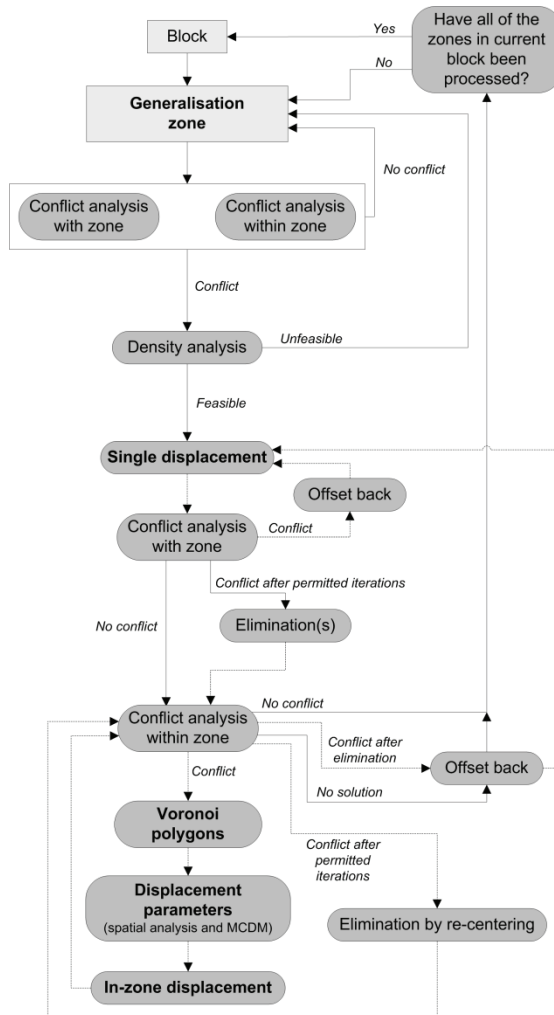 Block
Yes
Have all of the
zones in current
block been
processed?
No
Generalisation
zone
No conflict
Conflict analysis
with zone
Conflict analysis
within zone
Conflict
Density analysis
Unfeasible
Feasible
Single displacement
Offset back
Conflict analysis
with zone
Conflict
Conflict after permitted iterations
No conflict
Elimination(s)
No conflict
Conflict analysis
within zone
Conflict after
elimination
Offset back
Conflict
No solution
Voronoi
polygons
Conflict after
permitted
iterations
Displacement
parameters
(spatial analysis and MCDM)
Elimination by re-centering
In-zone displacement